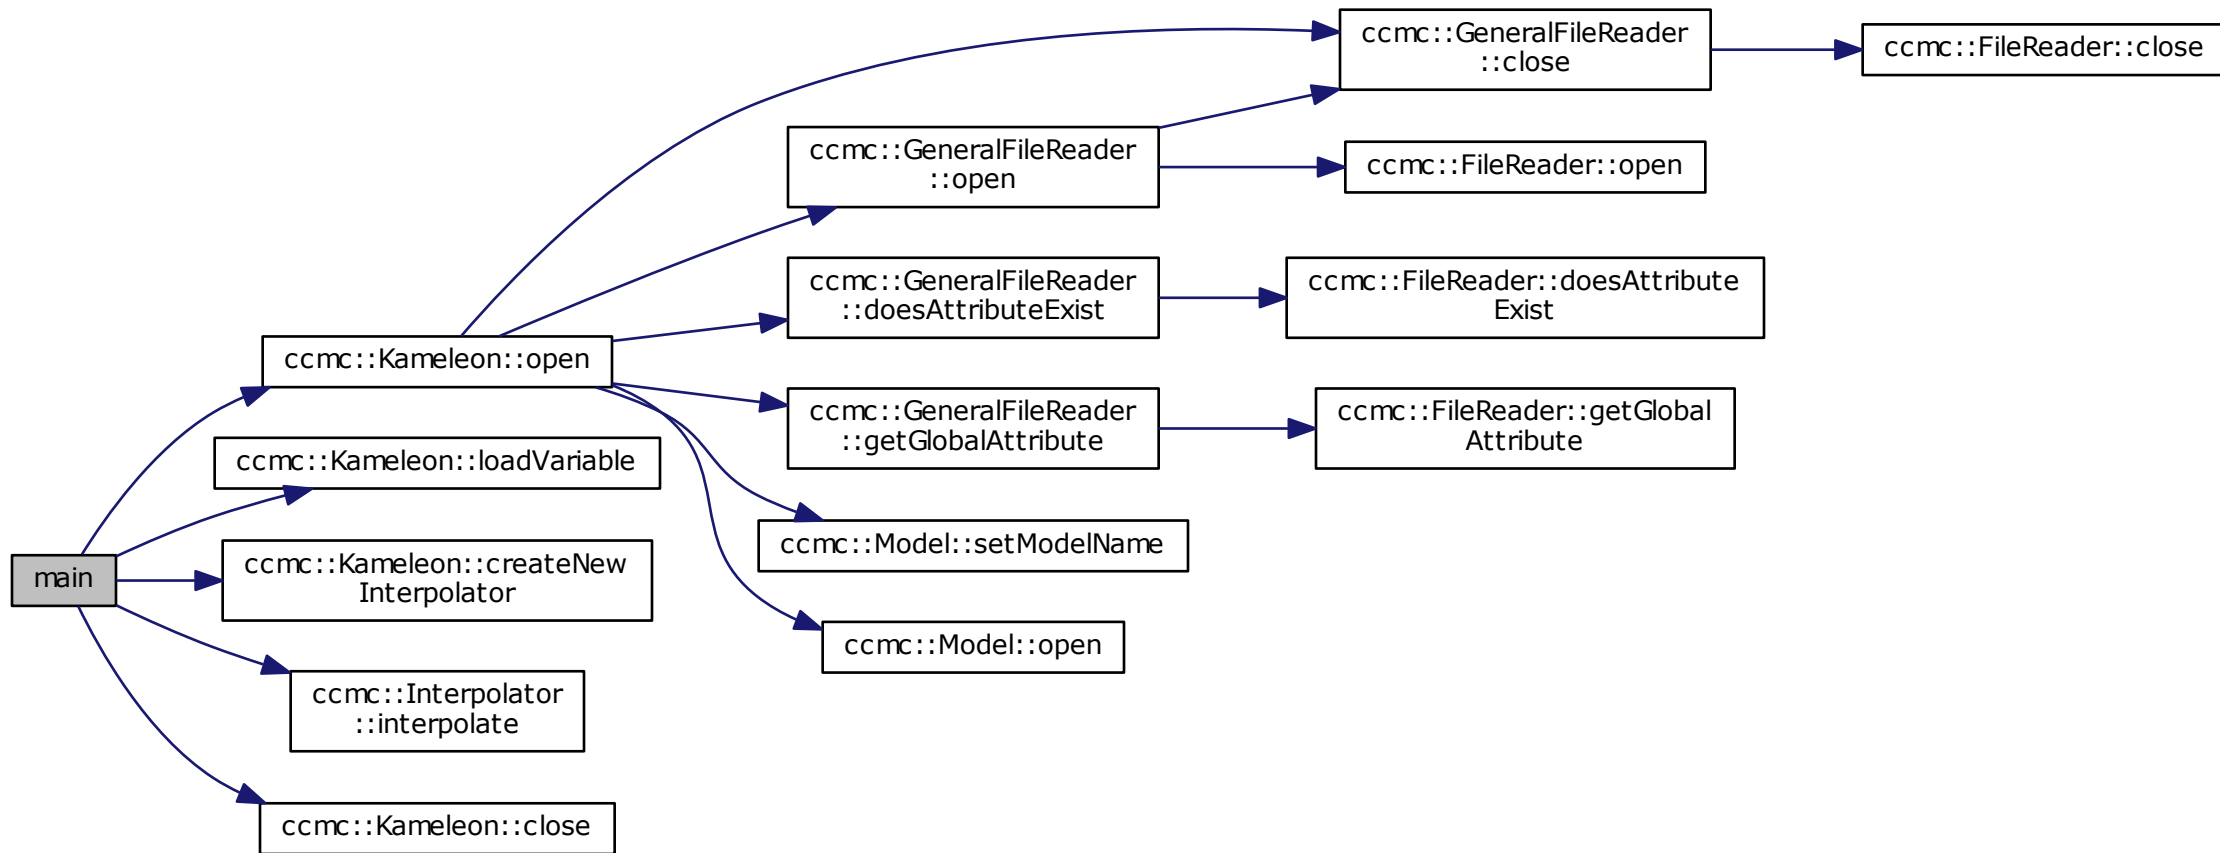 ccmc::GeneralFileReader
::close
ccmc::FileReader::close
ccmc::GeneralFileReader
::open
ccmc::FileReader::open
ccmc::GeneralFileReader
::doesAttributeExist
ccmc::FileReader::doesAttribute
Exist
ccmc::Kameleon::open
ccmc::GeneralFileReader
::getGlobalAttribute
ccmc::FileReader::getGlobal
Attribute
ccmc::Kameleon::loadVariable
ccmc::Model::setModelName
main
ccmc::Kameleon::createNew
Interpolator
ccmc::Model::open
ccmc::Interpolator
::interpolate
ccmc::Kameleon::close